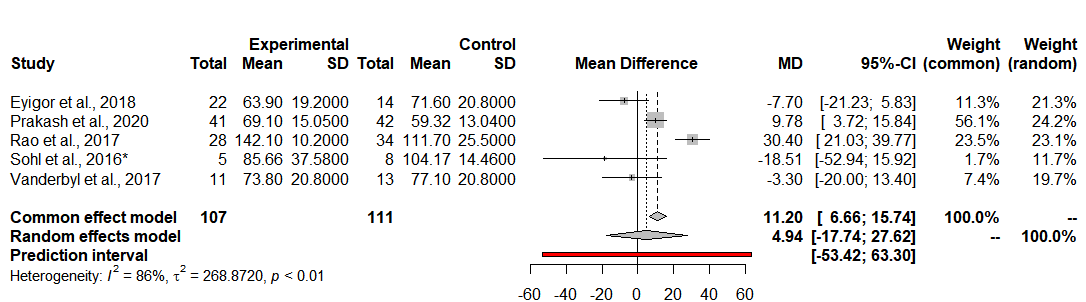 Experimental Control Weight Weight
Study Total Mean SD Total Mean SD Mean Difference MD 95%-CI (common) (random)
Eyigor et al., 2018 22 63.90 19.2000 14 71.60 20.8000 -7.70 [-21.23; 5.83] 11.3% 21.3%
Prakash et al., 2020 41 69.10 15.0500 42 59.32 13.0400 9.78 [ 3.72; 15.84] 56.1% 24.2%
Rao et al., 2017 28 142.10 10.2000 34 111.70 25.5000 30.40 [21.03; 39.77] 23.5% 23.1%
Sohl et al., 2016* 5 85.66 37.5800 8 104.17 14.4600 -18.51 [-52.94; 15.92] 1.7% 11.7%
Vanderbyl et al., 2017 11 73.80 20.8000 13 77.10 20.8000 -3.30 [-20.00; 13.40] 7.4% 19.7%
Common effect model 107 111 11.20 [ 6.66; 15.74] 100.0% --
Random effects model 4.94 [-17.74; 27.62] -- 100.0%
Prediction interval [-53.42; 63.30]
Heterogeneity: I² = 86%, τ² = 268.8720, p < 0.01
-60 -40 -20 0 20 40 60